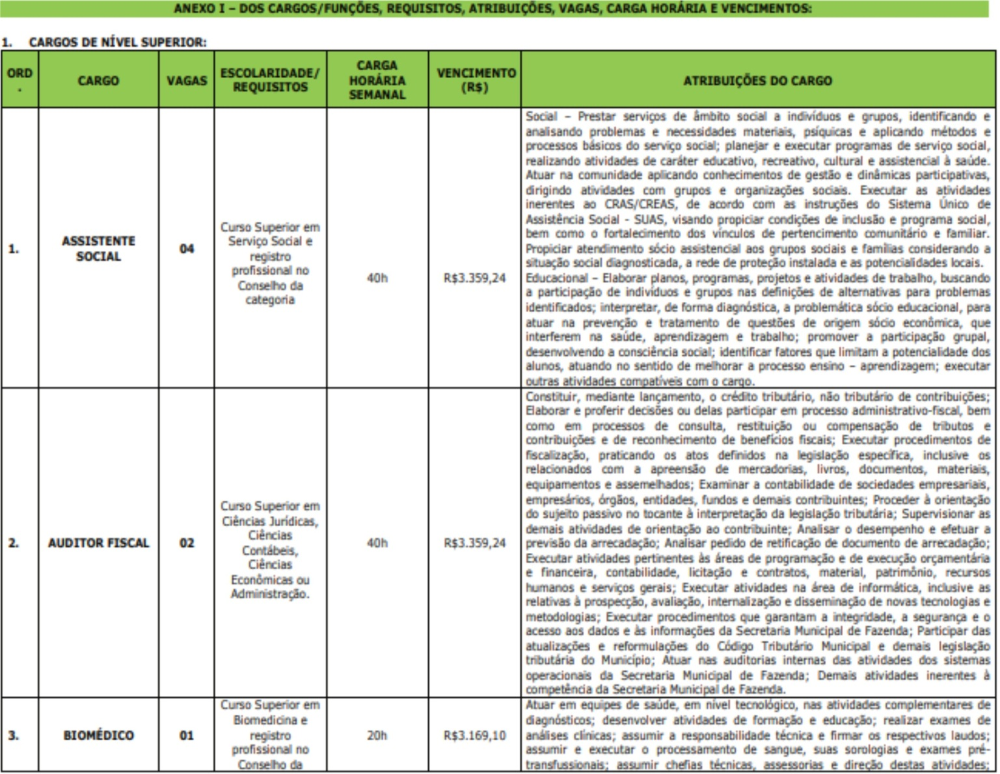 ANEXO I – DOS CARGOS/FUNÇÕES, REQUISITOS, ATRIBUIÇÕES, VAGAS, CARGA HORÁRIA E VENCIMENTOS:
1. CARGOS DE NÍVEL SUPERIOR:
ORD
.
CARGO
VAGAS
ESCOLARIDADE/
REQUISITOS
CARGA
HORÁRIA
SEMANAL
VENCIMENTO
(R$)
ATRIBUIÇÕES DO CARGO
1.
ASSISTENTE
SOCIAL
04
Curso Superior em
Serviço Social e
registro
profissional no
Conselho da
categoria
40h
R$3.359,24
Social – Prestar serviços de âmbito social a indivíduos e grupos, identificando e
analisando problemas e necessidades materiais, psíquicas e aplicando métodos e
processos básicos do serviço social; planejar e executar programas de serviço social,
realizando atividades de caráter educativo, recreativo, cultural e assistencial à saúde.
Atuar na comunidade aplicando conhecimentos de gestão e dinâmicas participativas,
dirigindo atividades com grupos e organizações sociais. Executar as atividades
inerentes ao CRAS/CREAS, de acordo com as instruções do Sistema Único de
Assistência Social - SUAS, visando propiciar condições de inclusão e programa social,
bem como o fortalecimento dos vínculos de pertencimento comunitário e familiar.
Propiciar atendimento sócio assistencial aos grupos sociais e famílias considerando a
situação social diagnosticada, a rede de proteção instalada e as potencialidades locais.
Educacional – Elaborar planos, programas, projetos e atividades de trabalho, buscando
a participação de indivíduos e grupos nas definições de alternativas para problemas
identificados; interpretar, de forma diagnóstica, a problemática sócio educacional, para
atuar na prevenção e tratamento de questões de origem sócio econômica, que
interferem na saúde, aprendizagem e trabalho; promover a participação grupal,
desenvolvendo a consciência social; identificar fatores que limitam a potencialidade dos
alunos, atuando no sentido de melhorar a processo ensino – aprendizagem; executar
outras atividades compatíveis com o cargo.
2.
AUDITOR FISCAL
02
Curso Superior em
Ciências Jurídicas,
Ciências
Contábeis,
Ciências
Econômicas ou
Administração.
40h
R$3.359,24
Constituir, mediante lançamento, o crédito tributário, não tributário de contribuições;
Elaborar e proferir decisões ou delas participar em processo administrativo-fiscal, bem
como em processos de consulta, restituição ou compensação de tributos e
contribuições e de reconhecimento de benefícios fiscais; Executar procedimentos de
fiscalização, praticando os atos definidos na legislação específica, inclusive os
relacionados com a apreensão de mercadorias, livros, documentos, materiais,
equipamentos e assemelhados; Examinar a contabilidade de sociedades empresariais,
empresários, órgãos, entidades, fundos e demais contribuintes; Proceder à orientação
do sujeito passivo no tocante à interpretação da legislação tributária; Supervisionar as
demais atividades de orientação ao contribuinte; Analisar o desempenho e efetuar a
previsão da arrecadação; Analisar pedido de retificação de documento de arrecadação;
Executar atividades pertinentes às áreas de programação e de execução orçamentária
e financeira, contabilidade, licitação e contratos, material, patrimônio, recursos
humanos e serviços gerais; Executar atividades na área de informática, inclusive as
relativas à prospecção, avaliação, internalização e disseminação de novas tecnologias e
metodologias; Executar procedimentos que garantam a integridade, a segurança e o
acesso aos dados e às informações da Secretaria Municipal de Fazenda; Participar das
atualizações e reformulações do Código Tributário Municipal e demais legislação
tributária do Município; Atuar nas auditorias internas das atividades dos sistemas
operacionais da Secretaria Municipal de Fazenda; Demais atividades inerentes à
competência da Secretaria Municipal de Fazenda.
3.
BIOMÉDICO
01
Curso Superior em
Biomedicina e
registro
profissional no
Conselho da
20h
R$3.169,10
Atuar em equipes de saúde, em nível tecnológico, nas atividades complementares de
diagnósticos; desenvolver atividades de formação e educação; realizar exames de
análises clínicas; assumir a responsabilidade técnica e firmar os respectivos laudos;
assumir e executar o processamento de sangue, suas sorologias e exames pré-
transfussionais; assumir chefias técnicas, assessorias e direção destas atividades;